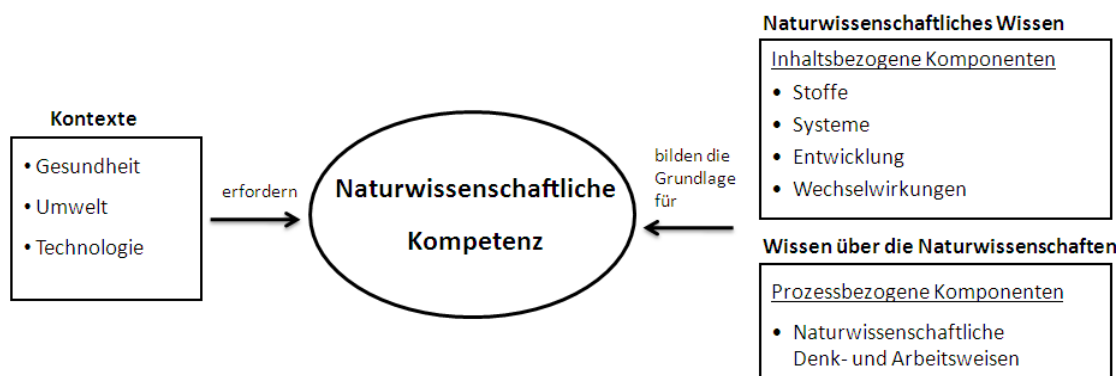 Kontexte
• Gesundheit
• Umwelt
• Technologie
erfordern
Naturwissenschaftliche
Kompetenz
bilden die
Grundlage
für
Naturwissenschaftliches Wissen
Inhaltsbezogene Komponenten
• Stoffe
• Systeme
• Entwicklung
• Wechselwirkungen
Wissen über die Naturwissenschaften
Prozessbezogene Komponenten
• Naturwissenschaftliche
Denk- und Arbeitsweisen